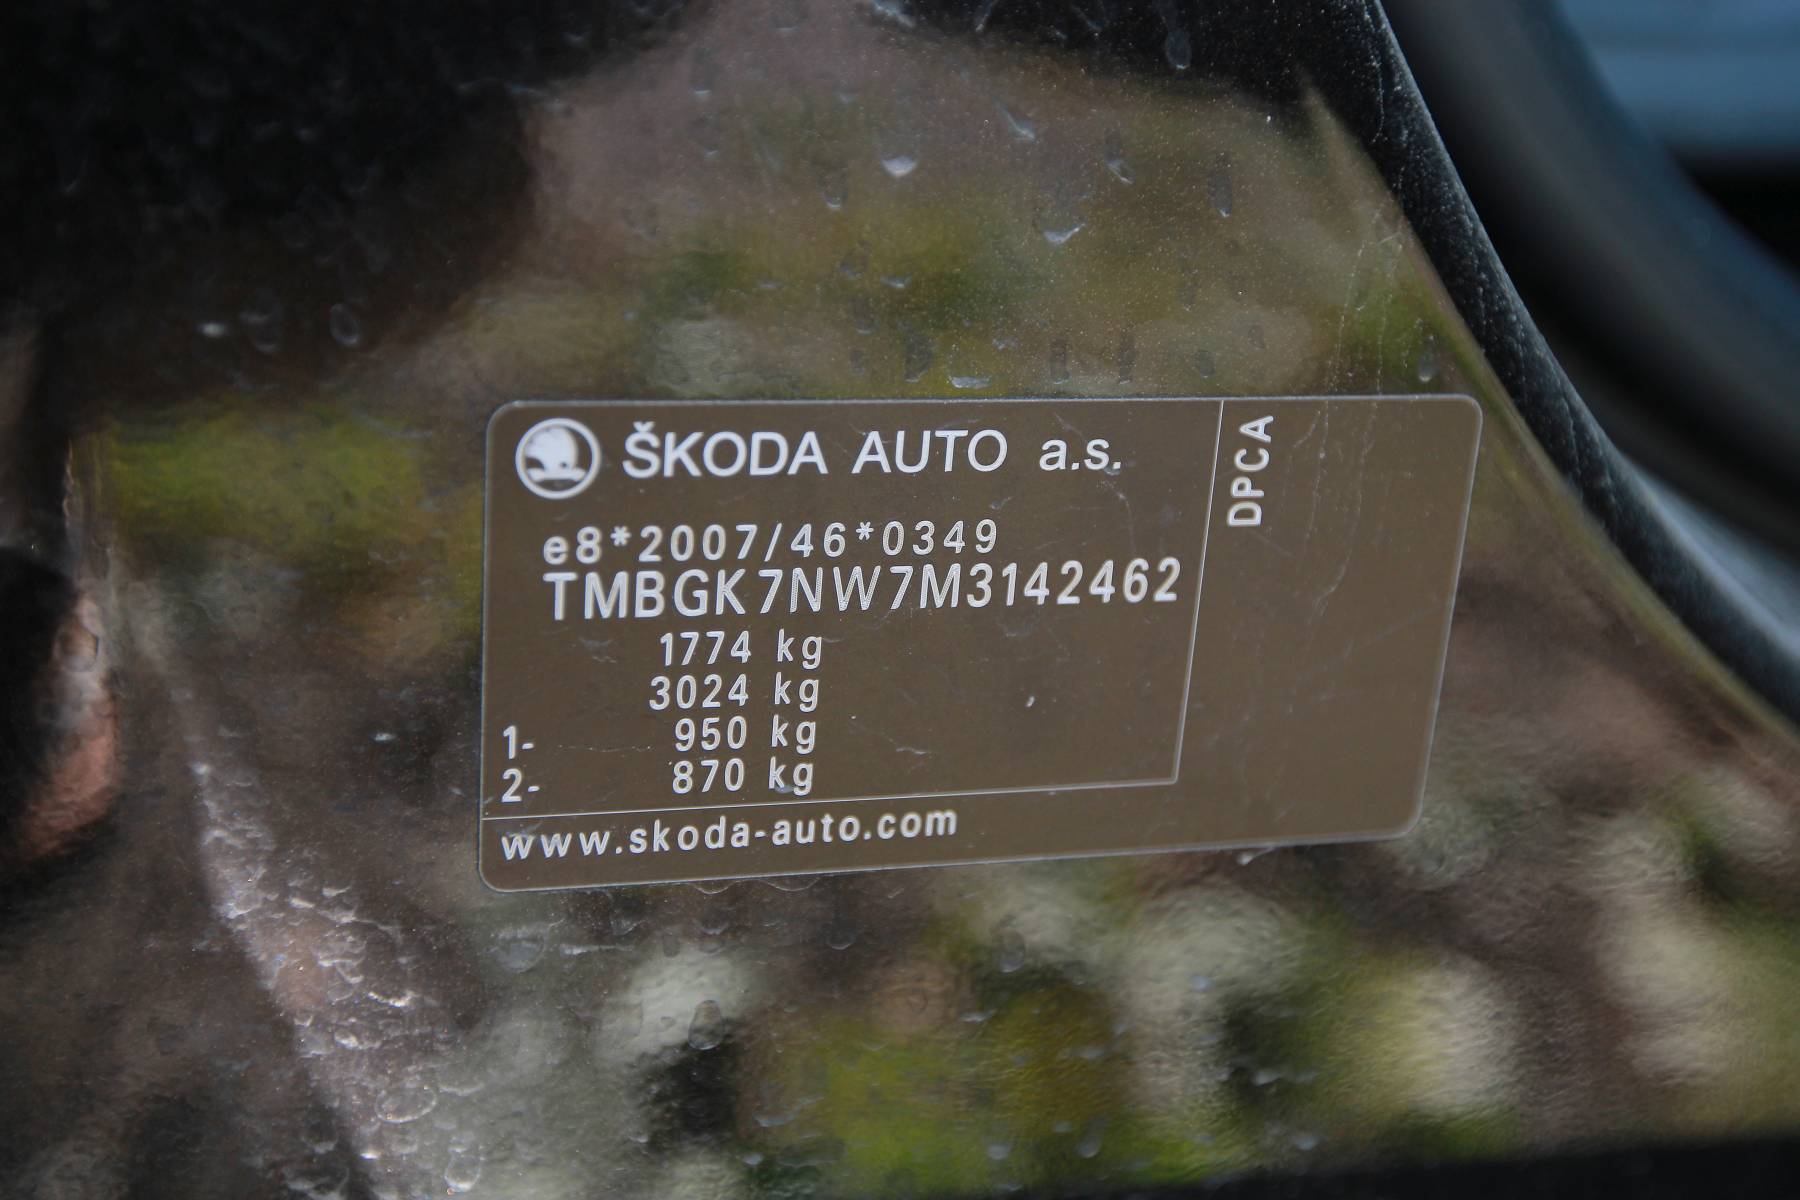 ŠKODA AUTO a.s.
DPCA
e8*2007/46*0349
TMBGK7NW7M3142462
1774 kg
3024 kg
1- 950 kg
2- 870 kg
www.skoda-auto.com